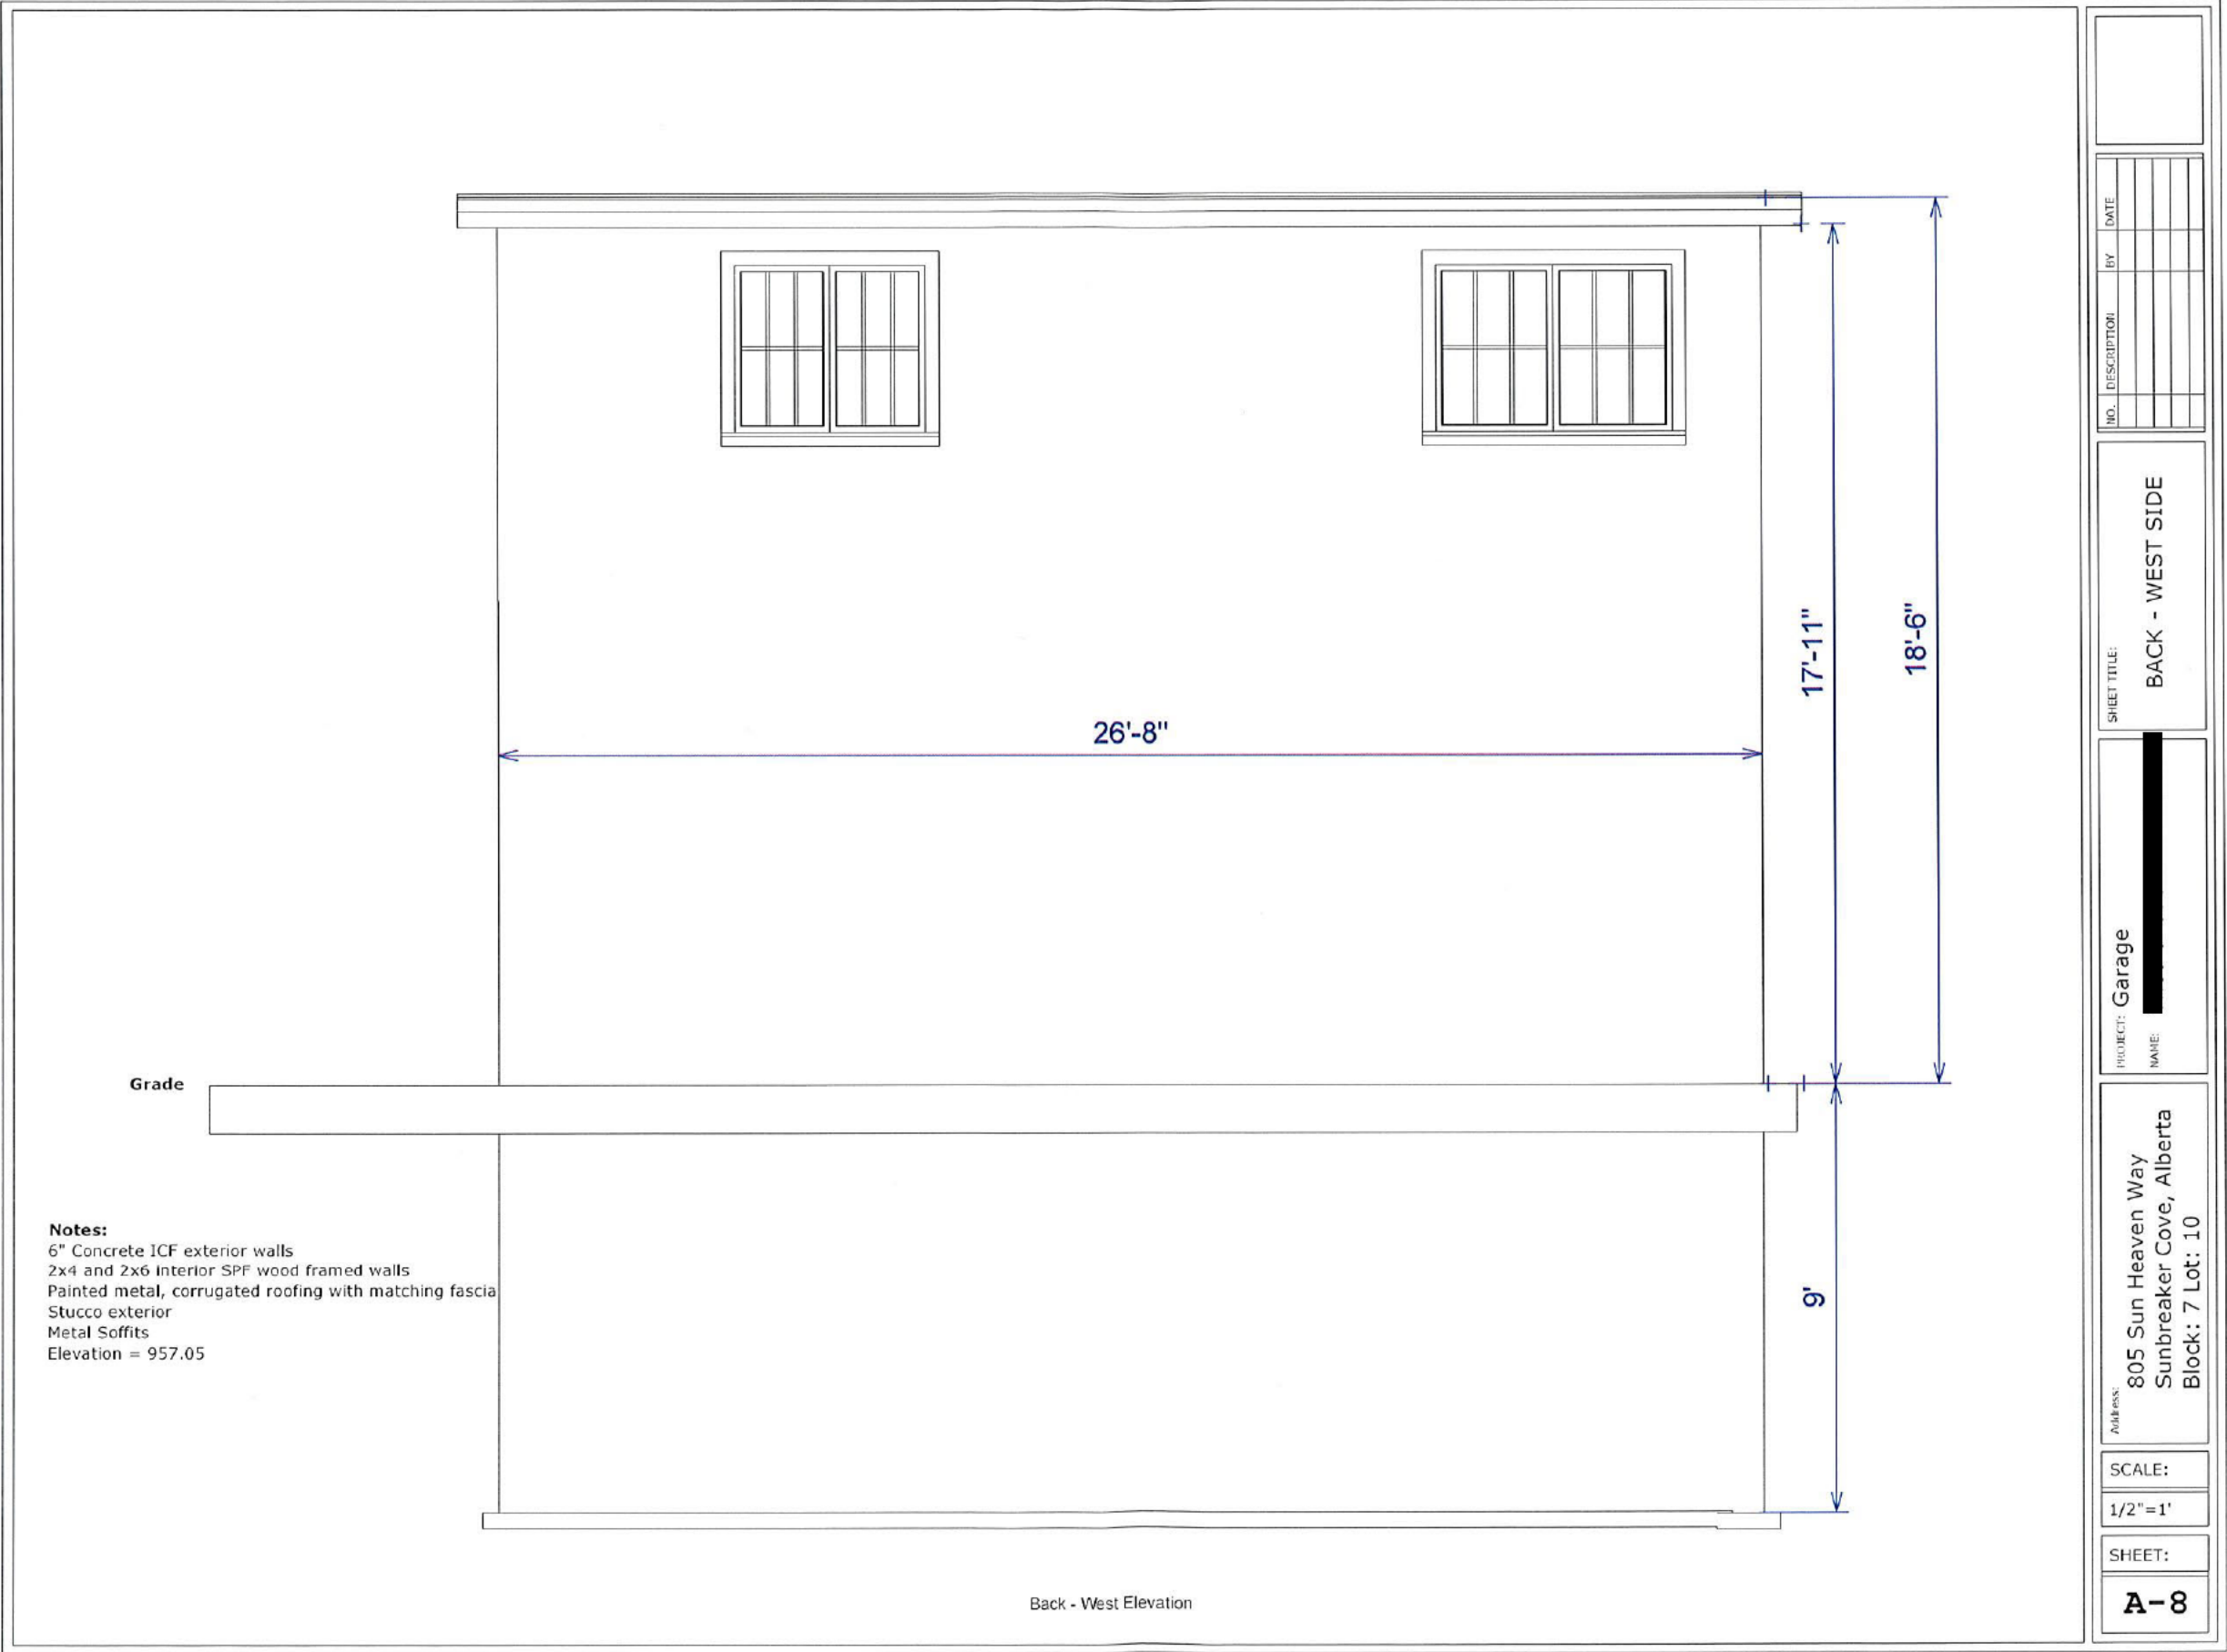 26'-8"
17'-11"
18'-6"
9'
Grade
Notes:
6" Concrete ICF exterior walls
2x4 and 2x6 interior SPF wood framed walls
Painted metal, corrugated roofing with matching fascia
Stucco exterior
Metal Soffits
Elevation = 957.05
Back - West Elevation
NO. DESCRIPTION BY DATE
SHEET TITLE:
BACK - WEST SIDE
PROJECT: Garage
NAME:
Address:
805 Sun Heaven Way
Sunbreaker Cove, Alberta
Block: 7 Lot: 10
SCALE:
1/2"=1'
SHEET:
A-8